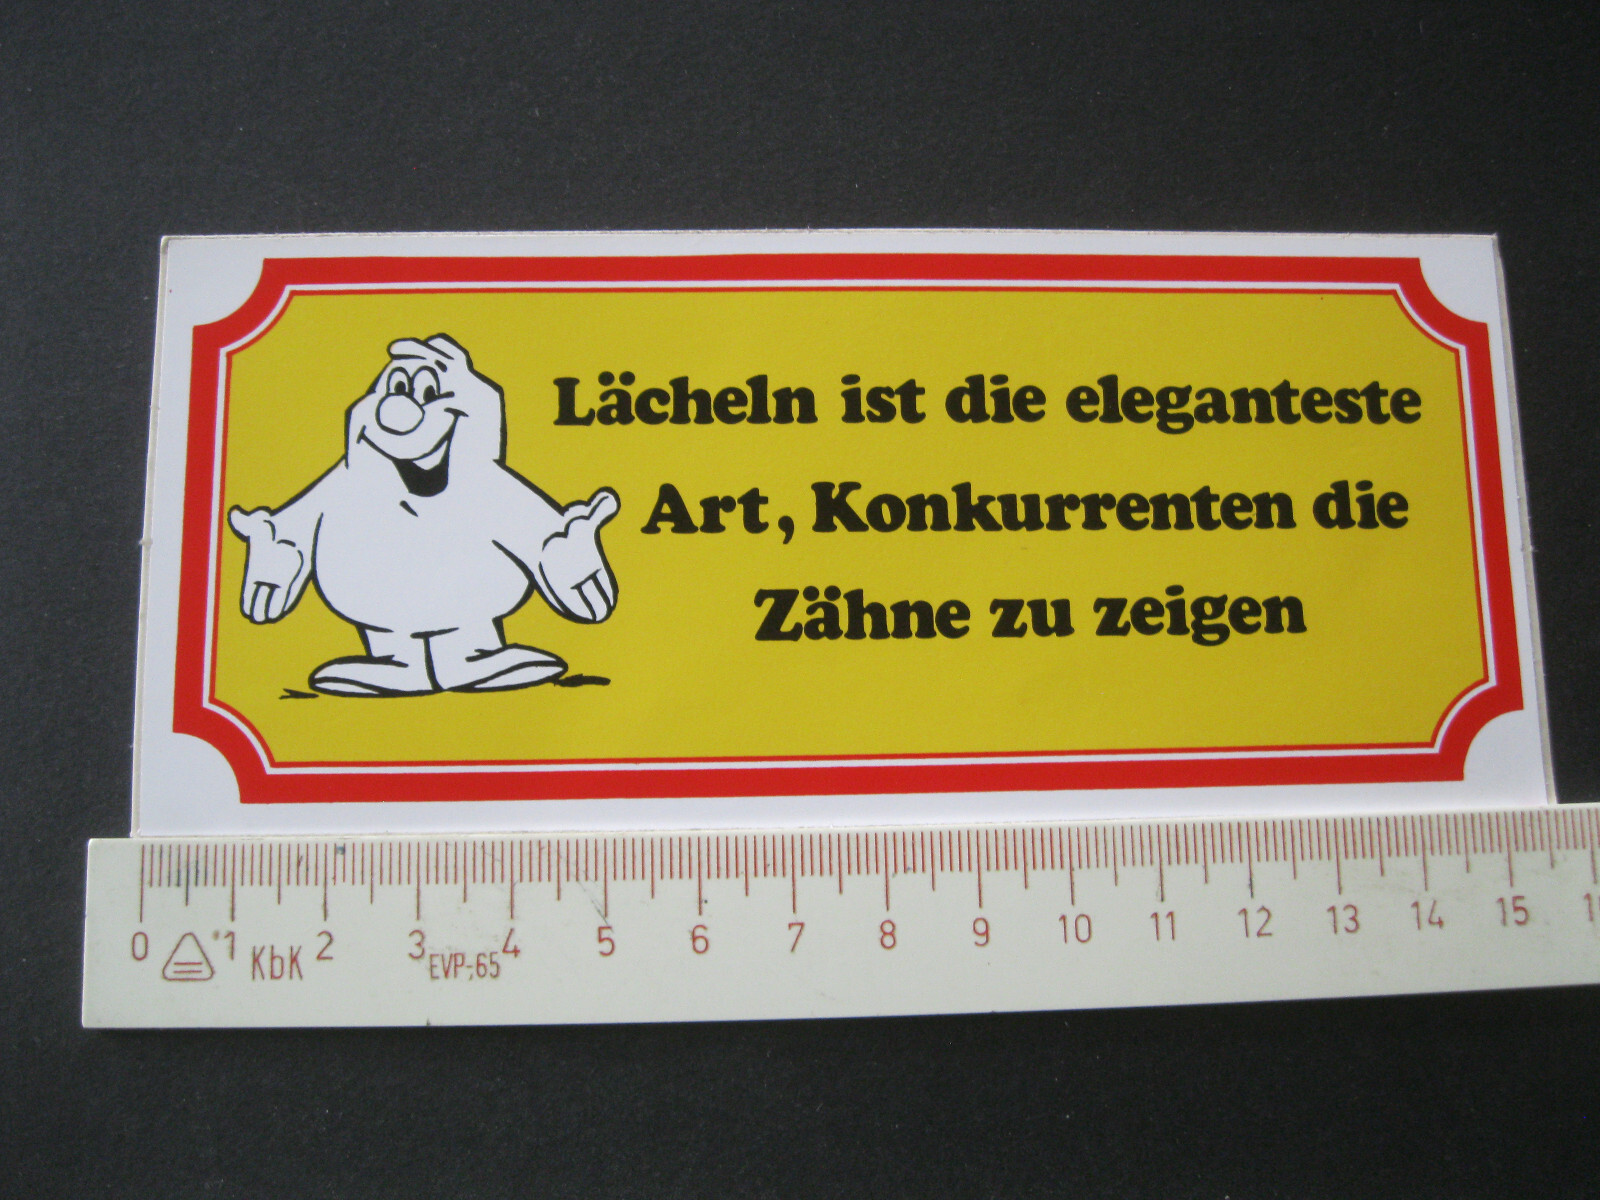 Lächeln ist die eleganteste
Art, Konkurrenten die
Zähne zu zeigen
0 1 2 3 4 5 6 7 8 9 10 11 12 13 14 15
KbK EVP-,65